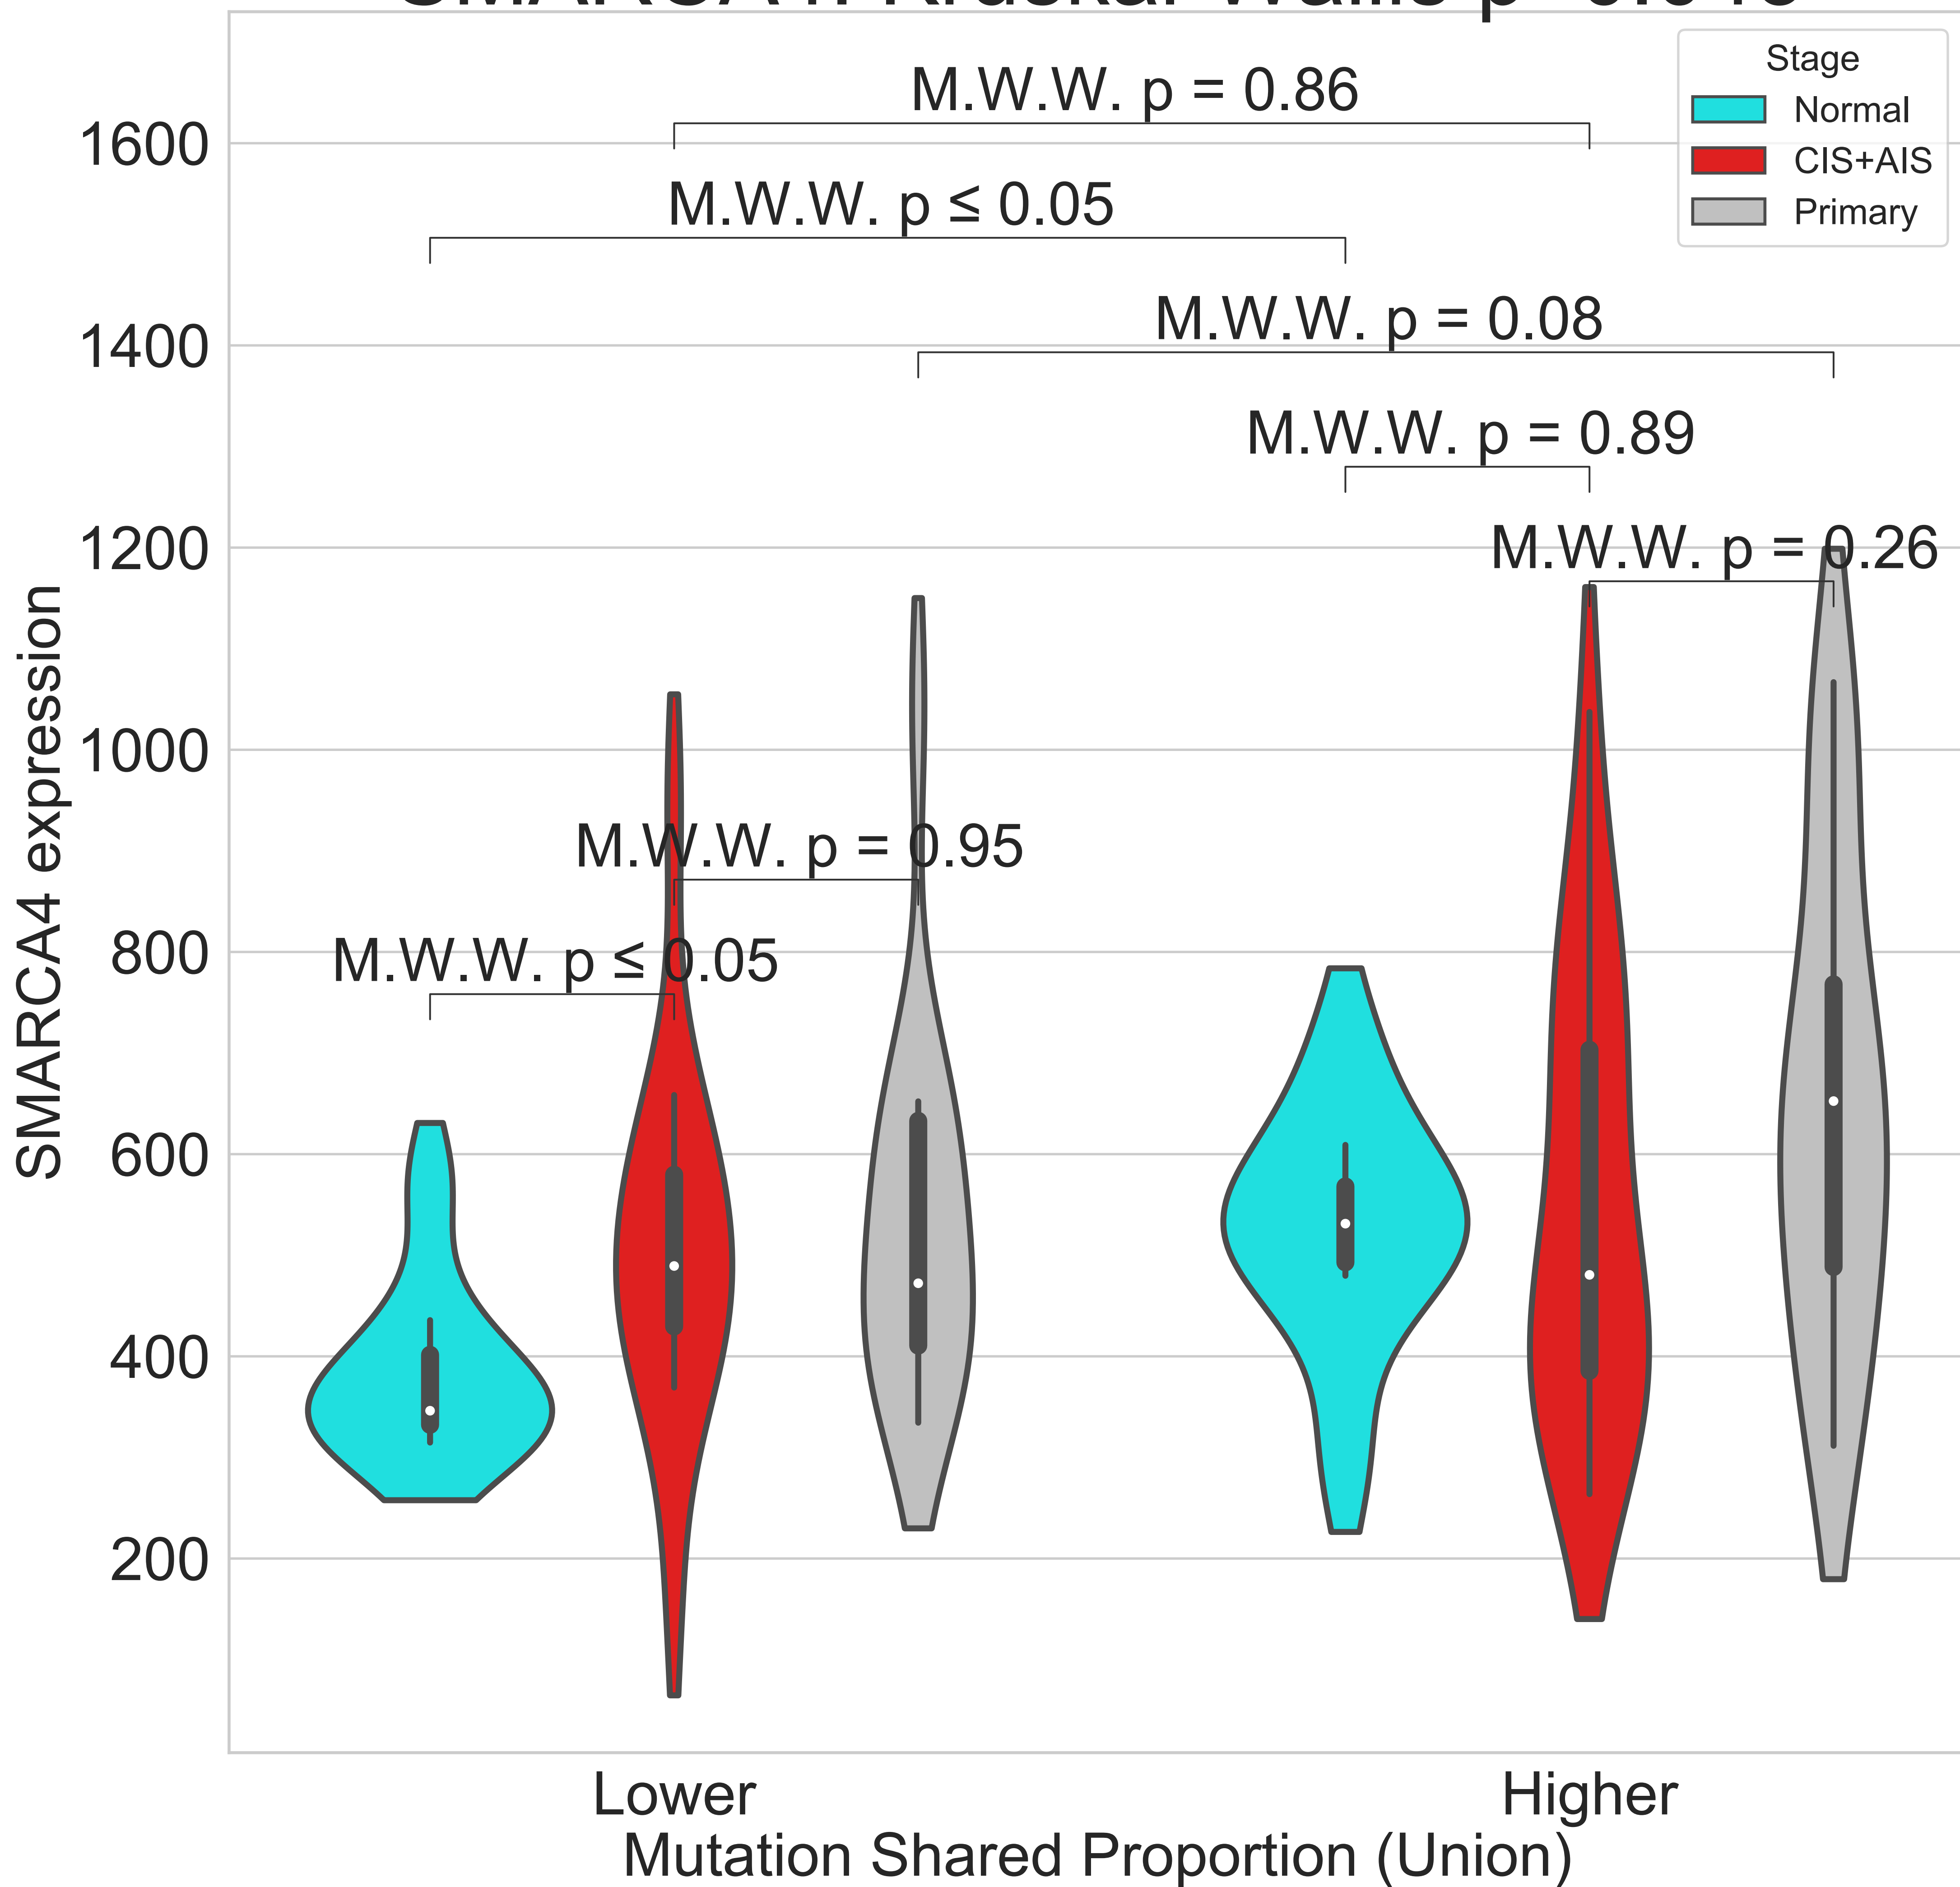 Stage
Normal
CIS+AIS
Primary
M.W.W. p = 0.86
M.W.W. p ≤ 0.05
M.W.W. p = 0.08
M.W.W. p = 0.89
M.W.W. p = 0.26
M.W.W. p = 0.95
M.W.W. p ≤ 0.05
1600
1400
1200
1000
800
600
400
200
SMARCA4 expression
Lower
Higher
Mutation Shared Proportion (Union)